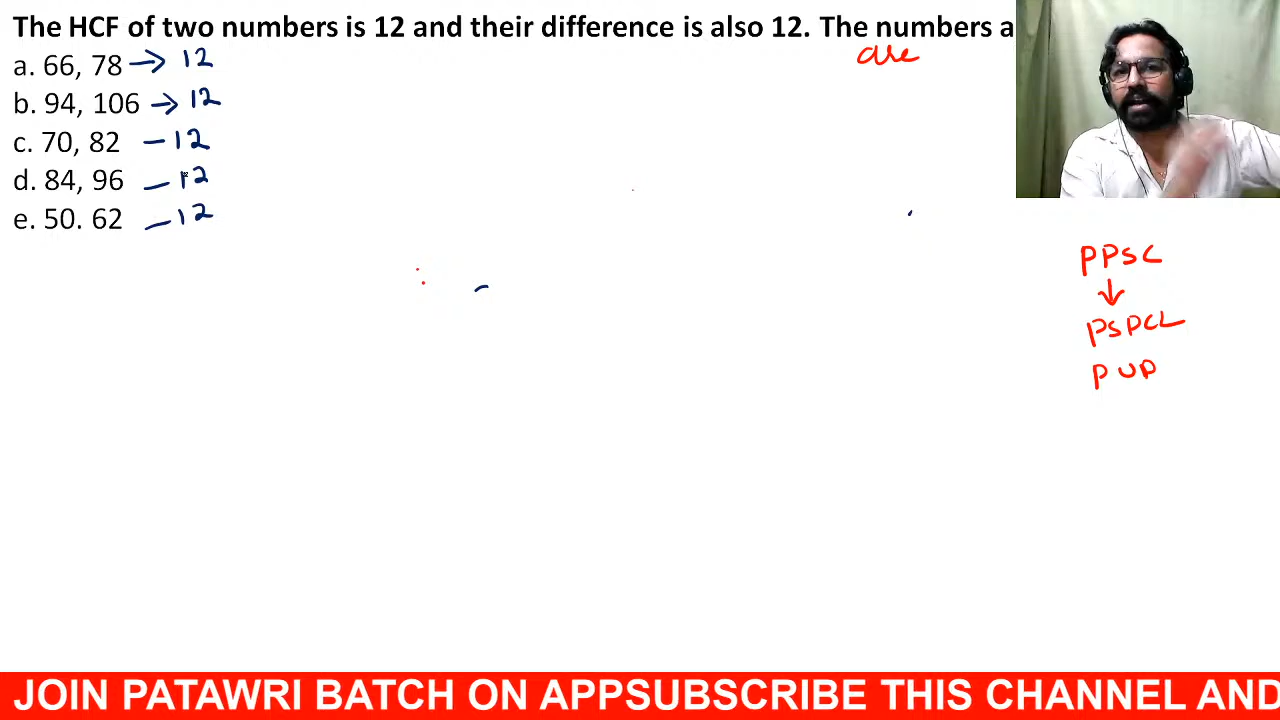 The HCF of two numbers is 12 and their difference is also 12. The numbers a
are
a. 66, 78 → 12
b. 94, 106 → 12
c. 70, 82 – 12
d. 84, 96 – 12
e. 50. 62 – 12
PPSC
↓
PSPCL
PUP
JOIN PATAWRI BATCH ON APPSUBSCRIBE THIS CHANNEL AND